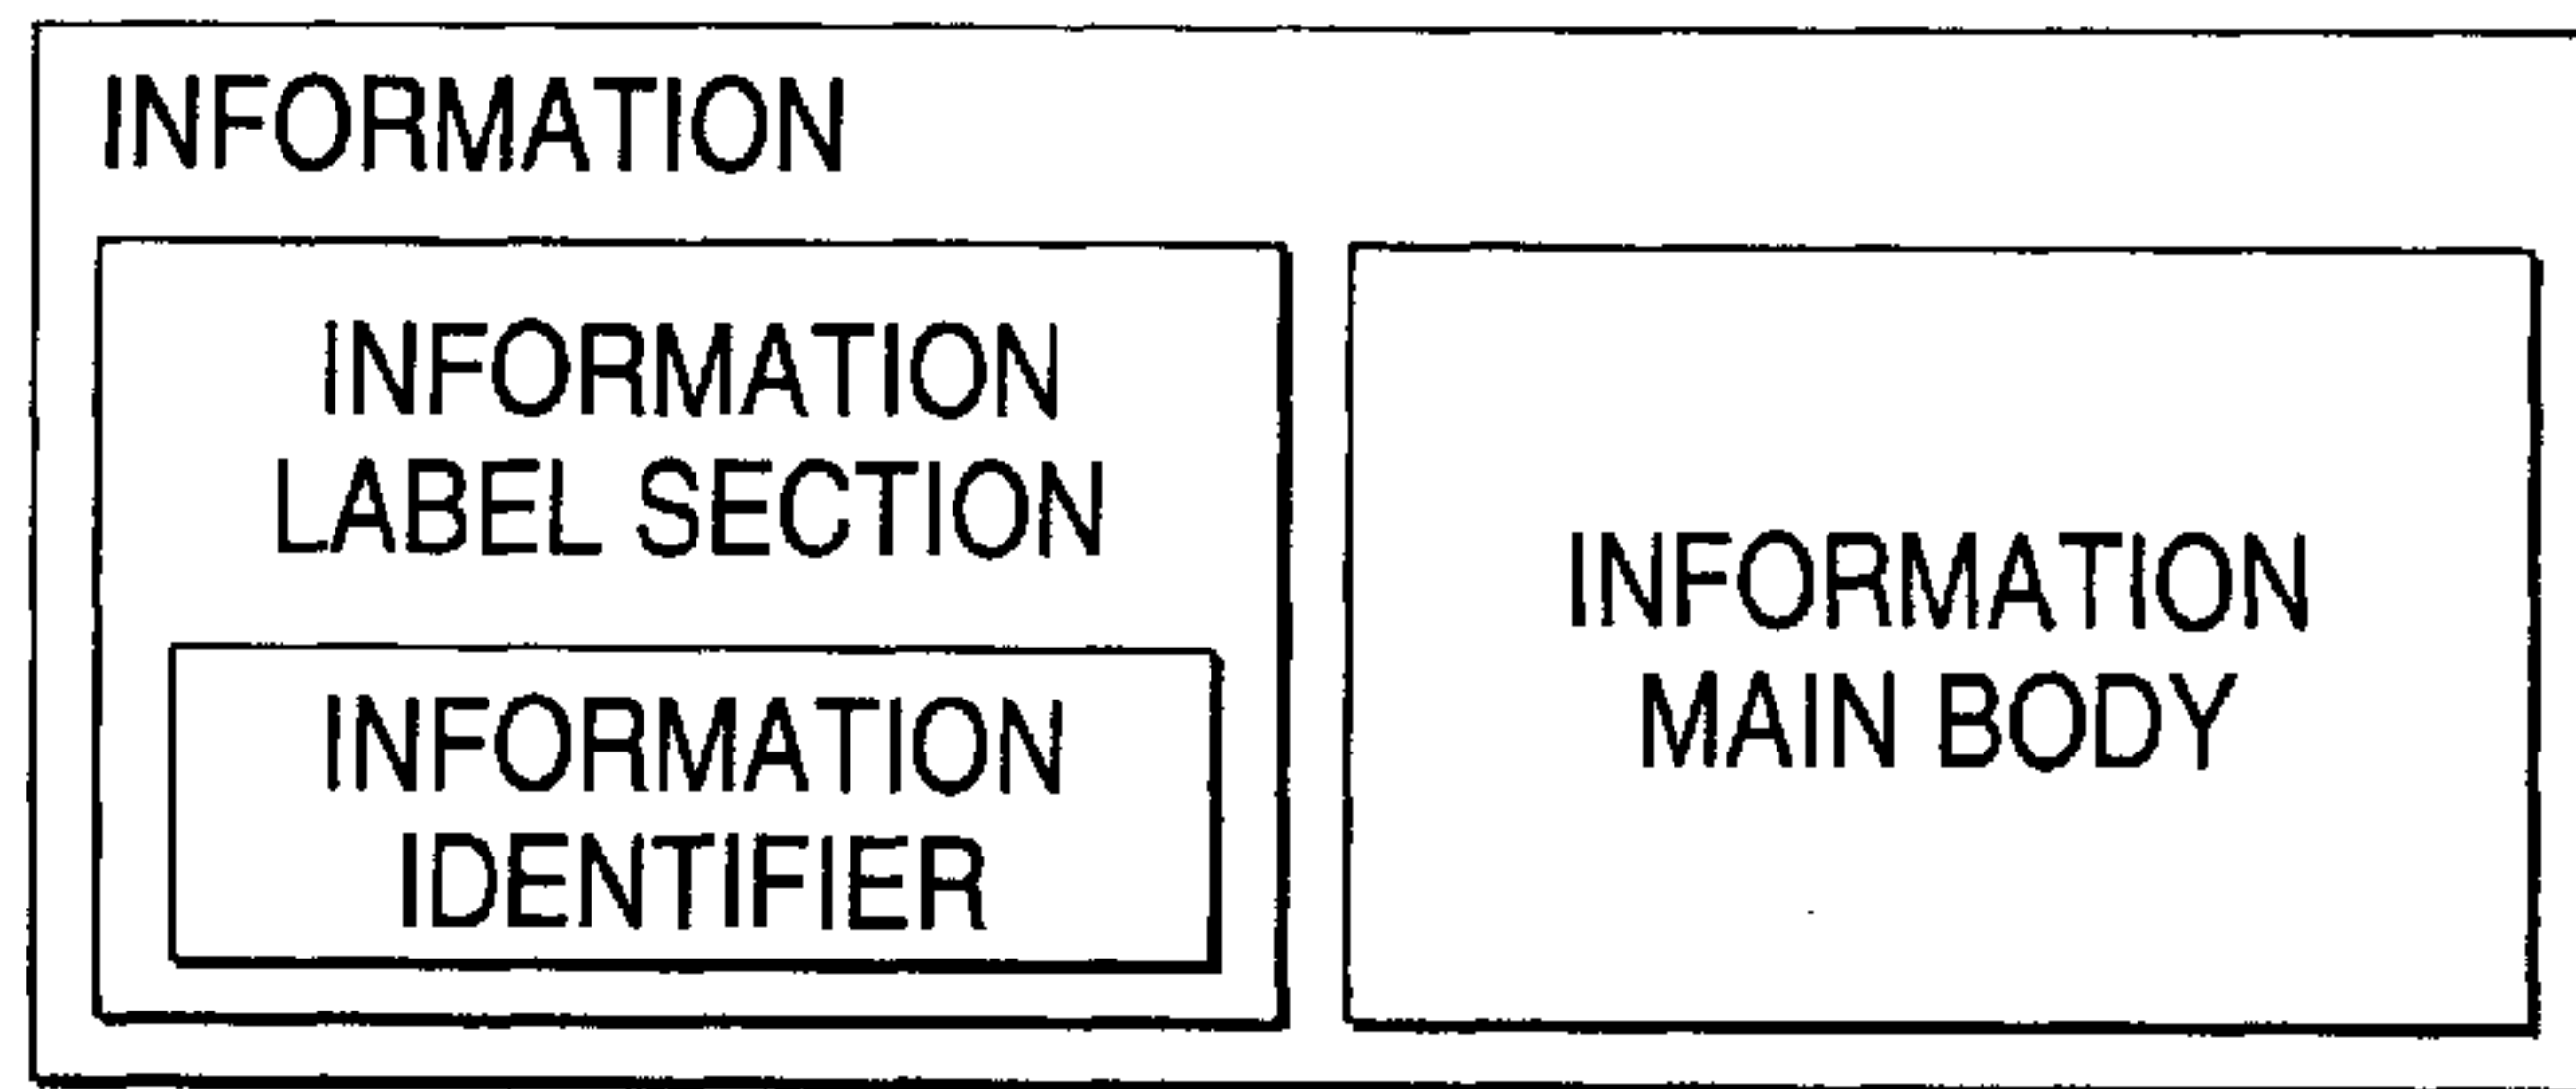 INFORMATION
INFORMATION
LABEL SECTION
INFORMATION
IDENTIFIER
INFORMATION
MAIN BODY